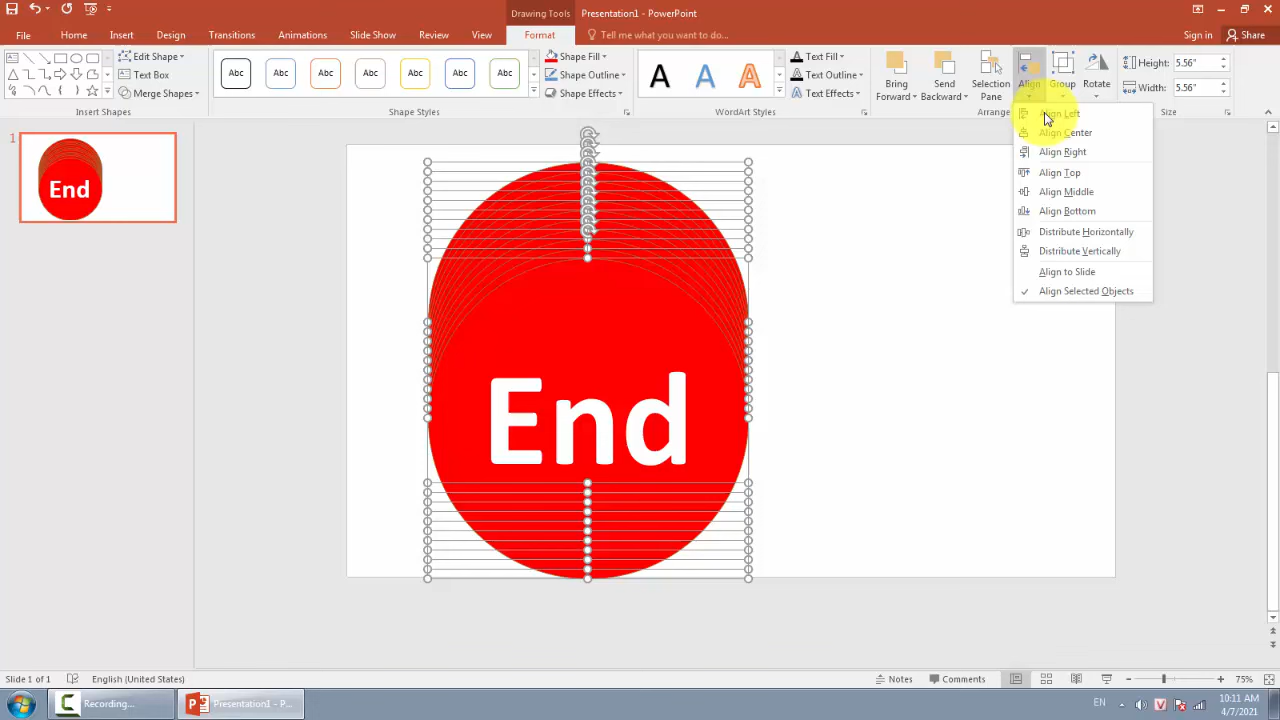 Drawing Tools
Presentation1 - PowerPoint
File Home Insert Design Transitions Animations Slide Show Review View Format Tell me what you want to do...
Sign in Share
Edit Shape
Text Box
Merge Shapes
Insert Shapes
Abc Abc Abc Abc Abc Abc Abc
Shape Fill
Shape Outline
Shape Effects
Shape Styles
A A A
Text Fill
Text Outline
Text Effects
WordArt Styles
Bring Forward
Send Backward
Selection Pane
Align
Group
Rotate
Arrange
Height: 5.56"
Width: 5.56"
Size
Align Left
Align Center
Align Right
Align Top
Align Middle
Align Bottom
Distribute Horizontally
Distribute Vertically
Align to Slide
Align Selected Objects
1
End
End
Slide 1 of 1 English (United States)
Notes Comments 75%
Recording...
Presentation1 - P...
EN
10:11 AM
4/7/2021